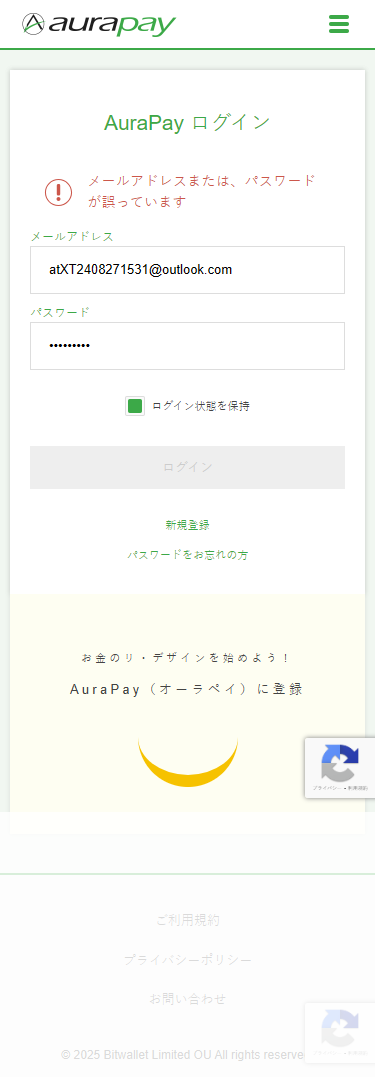 aurapay
AuraPay ログイン
メールアドレスまたは、パスワード
が誤っています
メールアドレス
atXT2408271531@outlook.com
パスワード
•••••••••
ログイン状態を保持
ログイン
新規登録
パスワードをお忘れの方
お金のリ・デザインを始めよう！
AuraPay（オーラペイ）に登録
プライバシー • 利用規約
ご利用規約
プライバシーポリシー
お問い合わせ
© 2025 Bitwallet Limited OU All rights reserve